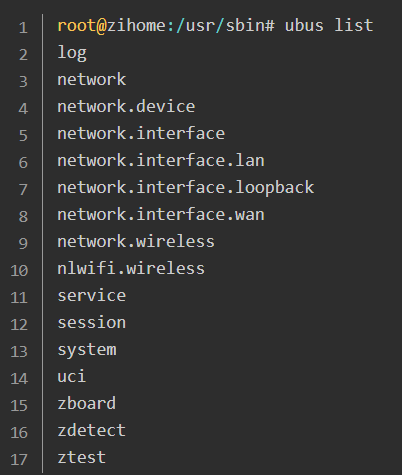 1 root@zihome:/usr/sbin# ubus list
2 log
3 network
4 network.device
5 network.interface
6 network.interface.lan
7 network.interface.loopback
8 network.interface.wan
9 network.wireless
10 nlwifi.wireless
11 service
12 session
13 system
14 uci
15 zboard
16 zdetect
17 ztest